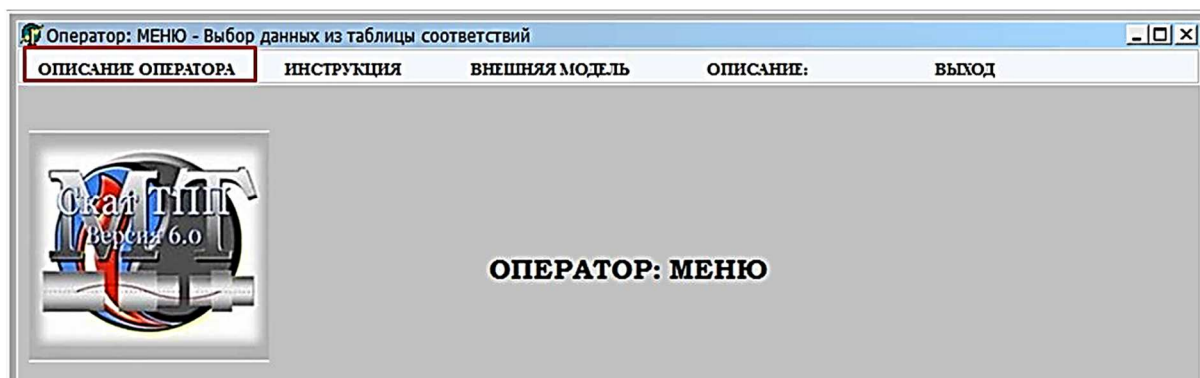 Оператор: МЕНЮ - Выбор данных из таблицы соответствий
ОПИСАНИЕ ОПЕРАТОРА ИНСТРУКЦИЯ ВНЕШНЯЯ МОДЕЛЬ ОПИСАНИЕ: ВЫХОД
МТ
Скат ТПП
Версия 6.0
ОПЕРАТОР: МЕНЮ